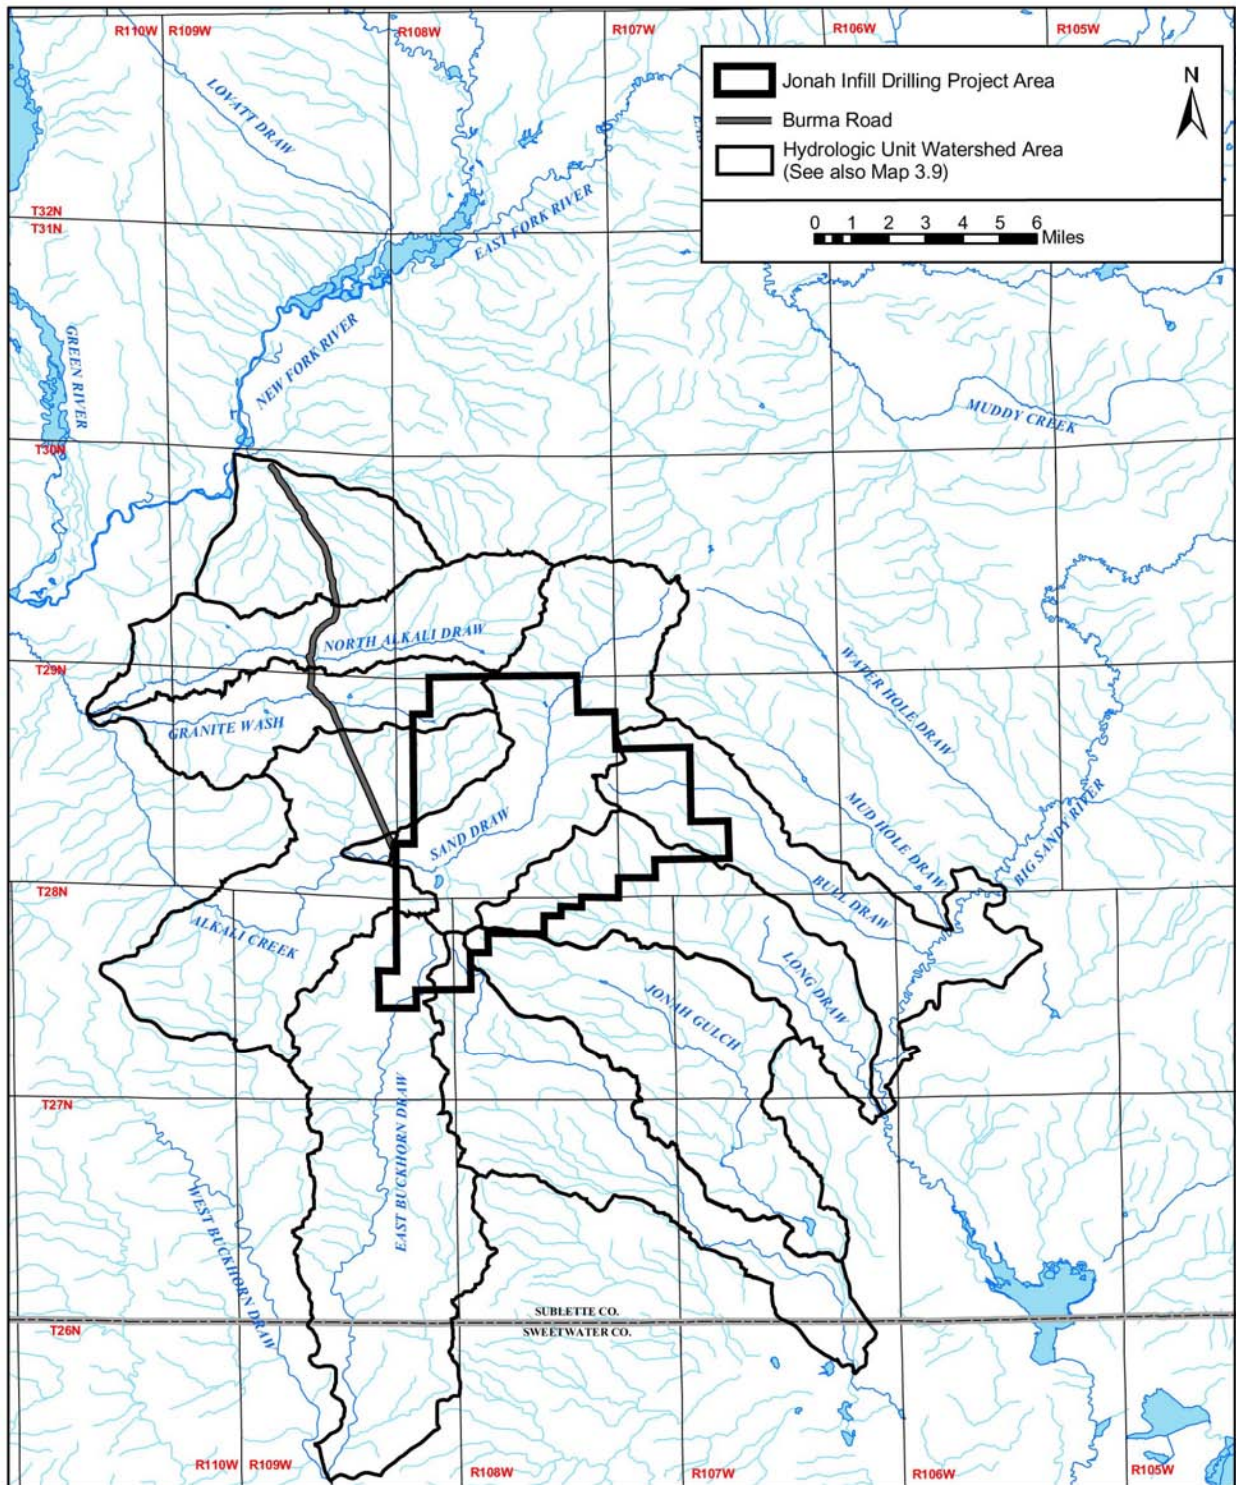 R110W R109W
R108W
R107W
R106W
R105W
Jonah Infill Drilling Project Area
Burma Road
Hydrologic Unit Watershed Area
(See also Map 3.9)
N
0 1 2 3 4 5 6 Miles
LOVATT DRAW
T32N
T31N
EAST FORK RIVER
GREEN RIVER
NEW FORK RIVER
MUDDY CREEK
T30N
NORTH ALKALI DRAW
T29N
GRANITE WASH
WATER HOLE DRAW
SAND DRAW
MUD HOLE DRAW
BIG SANDY RIVER
T28N
BULL DRAW
ALKALI CREEK
LONG DRAW
JONAH GULCH
T27N
EAST BUCKHORN DRAW
WEST BUCKHORN DRAW
SUBLETTE CO.
T26N
SWEETWATER CO.
R110W R109W
R108W
R107W
R106W
R105W